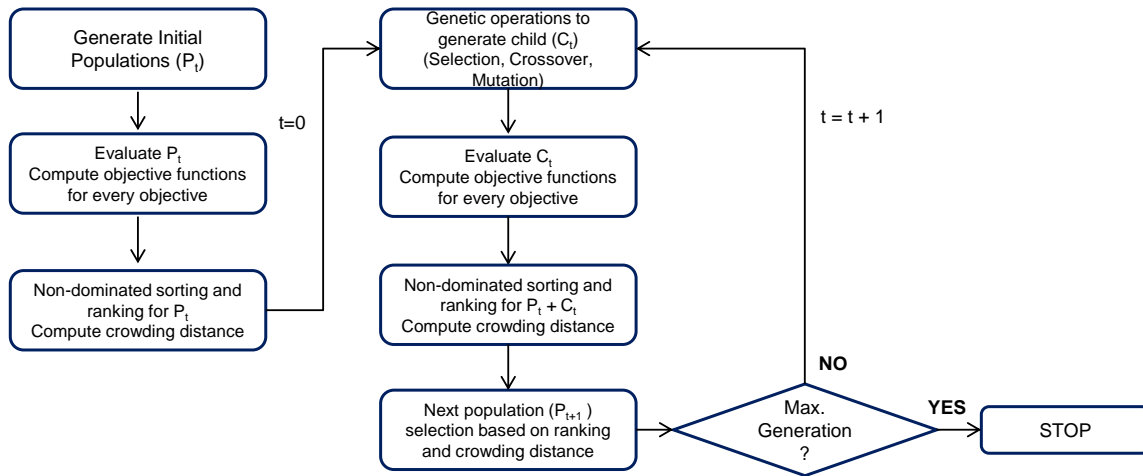 Generate Initial
Populations (Pₜ)
Evaluate Pₜ
Compute objective functions
for every objective
Non-dominated sorting and
ranking for Pₜ
Compute crowding distance
t=0
Genetic operations to
generate child (Cₜ)
(Selection, Crossover,
Mutation)
Evaluate Cₜ
Compute objective functions
for every objective
Non-dominated sorting and
ranking for Pₜ + Cₜ
Compute crowding distance
Next population (Pₜ₊₁ )
selection based on ranking
and crowding distance
Max.
Generation
?
NO
t = t + 1
YES
STOP